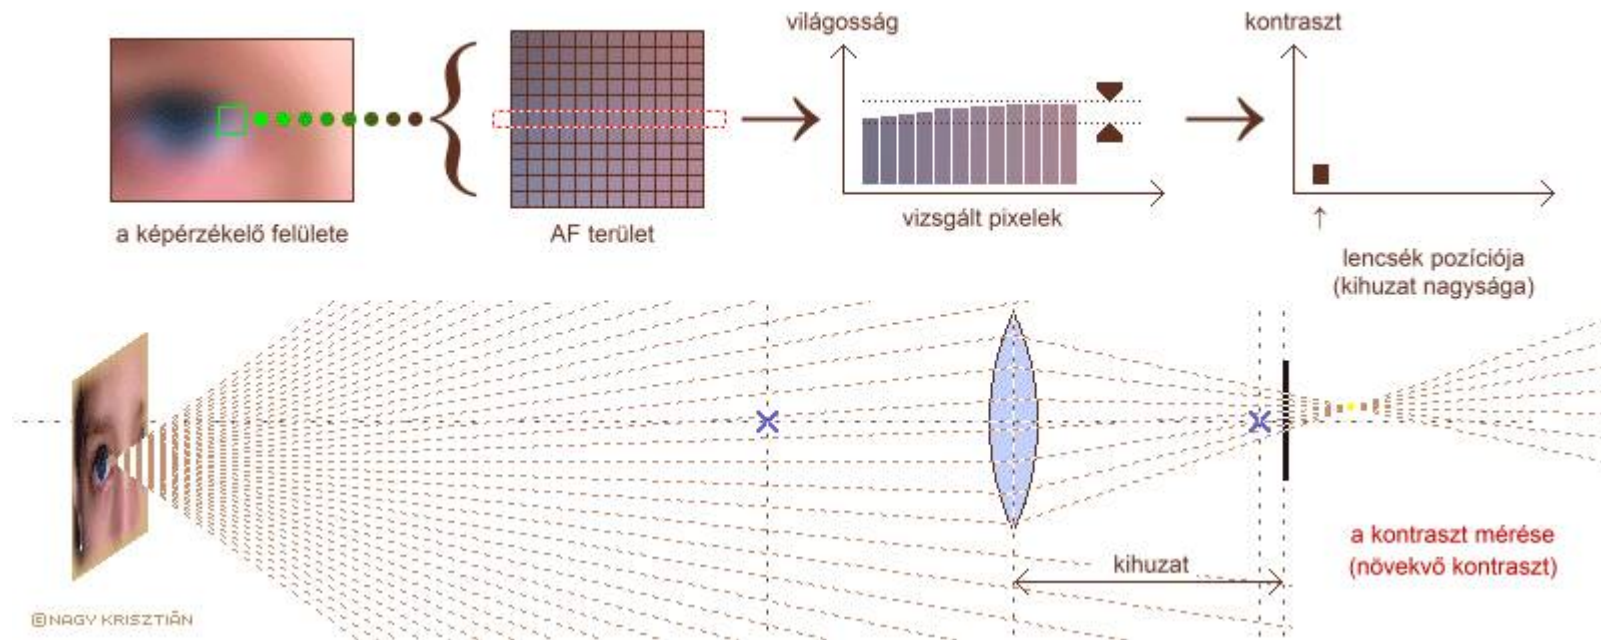 világosság
kontraszt
a képérzékelő felülete
AF terület
vizsgált pixelek
lencsék pozíciója
(kihuzat nagysága)
kihuzat
a kontraszt mérése
(növekvő kontraszt)
©NAGY KRISZTIÁN